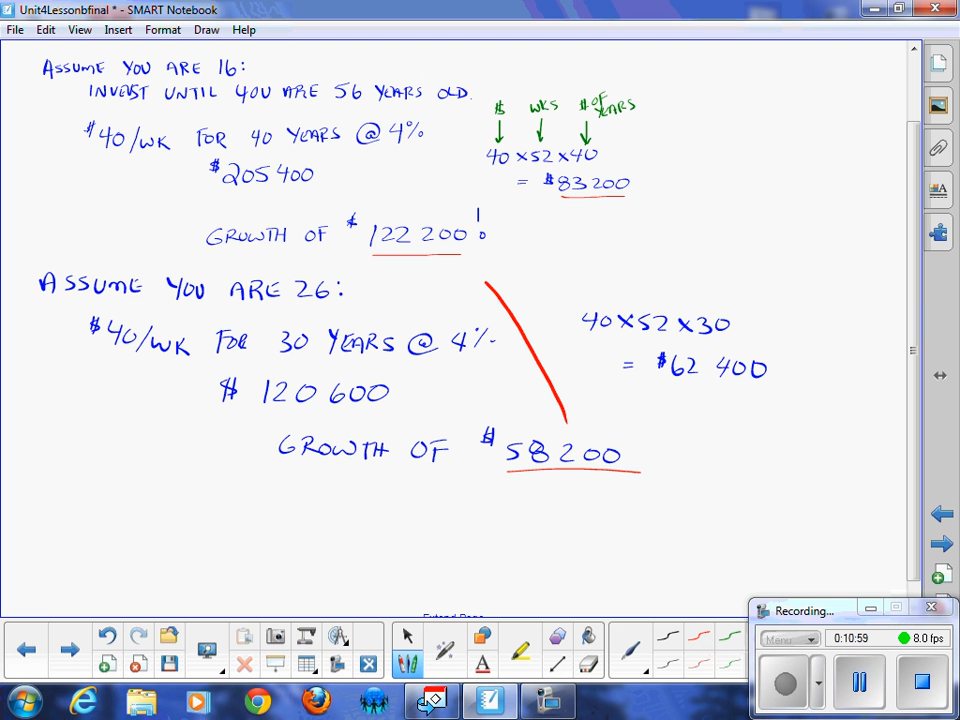 Unit4Lessonbfinal * - SMART Notebook
File Edit View Insert Format Draw Help
ASSUME YOU ARE 16:
INVEST UNTIL YOU ARE 56 YEARS OLD.
$40/WK FOR 40 YEARS @ 4%
$205 400
$ WKS # OF YEARS
40 × 52 × 40
= $83 200
GROWTH OF $122 200!
ASSUME YOU ARE 26:
$40/WK FOR 30 YEARS @ 4%
$ 120 600
40 × 52 × 30
= $62 400
GROWTH OF $58 200
Extend Page
Recording...
Menu
0:10:59
8.0 fps